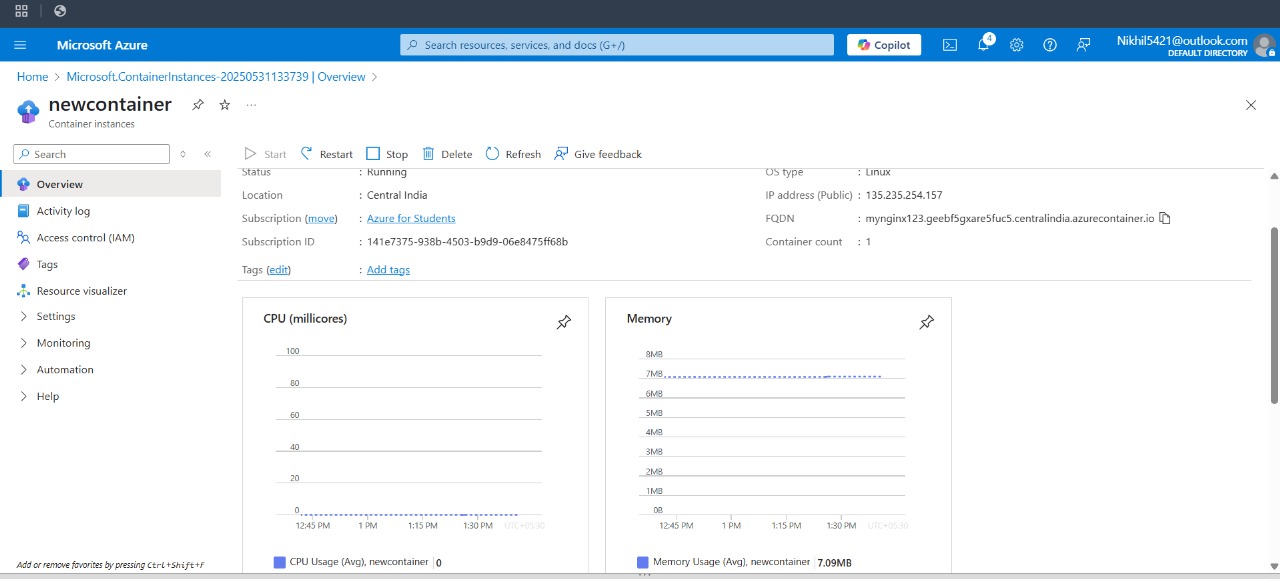 Microsoft Azure
Search resources, services, and docs (G+/)
Copilot
4
Nikhil5421@outlook.com
DEFAULT DIRECTORY
Home > Microsoft.ContainerInstances-20250531133739 | Overview >
newcontainer
...
Container instances
Search
Start
Restart
Stop
Delete
Refresh
Give feedback
Overview
Activity log
Access control (IAM)
Tags
Resource visualizer
Settings
Monitoring
Automation
Help
Add or remove favorites by pressing Ctrl+Shift+F
Status : Running
Location : Central India
Subscription (move) : Azure for Students
Subscription ID : 141e7375-938b-4503-b9d9-06e8475ff68b
Tags (edit) : Add tags
OS type : Linux
IP address (Public) : 135.235.254.157
FQDN : mynginx123.geebf5gxare5fuc5.centralindia.azurecontainer.io
Container count : 1
CPU (millicores)
100
80
60
40
20
0
12:45 PM 1 PM 1:15 PM 1:30 PM UTC+05:30
CPU Usage (Avg), newcontainer | 0
Memory
8MB
7MB
6MB
5MB
4MB
3MB
2MB
1MB
0B
12:45 PM 1 PM 1:15 PM 1:30 PM UTC+05:30
Memory Usage (Avg), newcontainer | 7.09MB